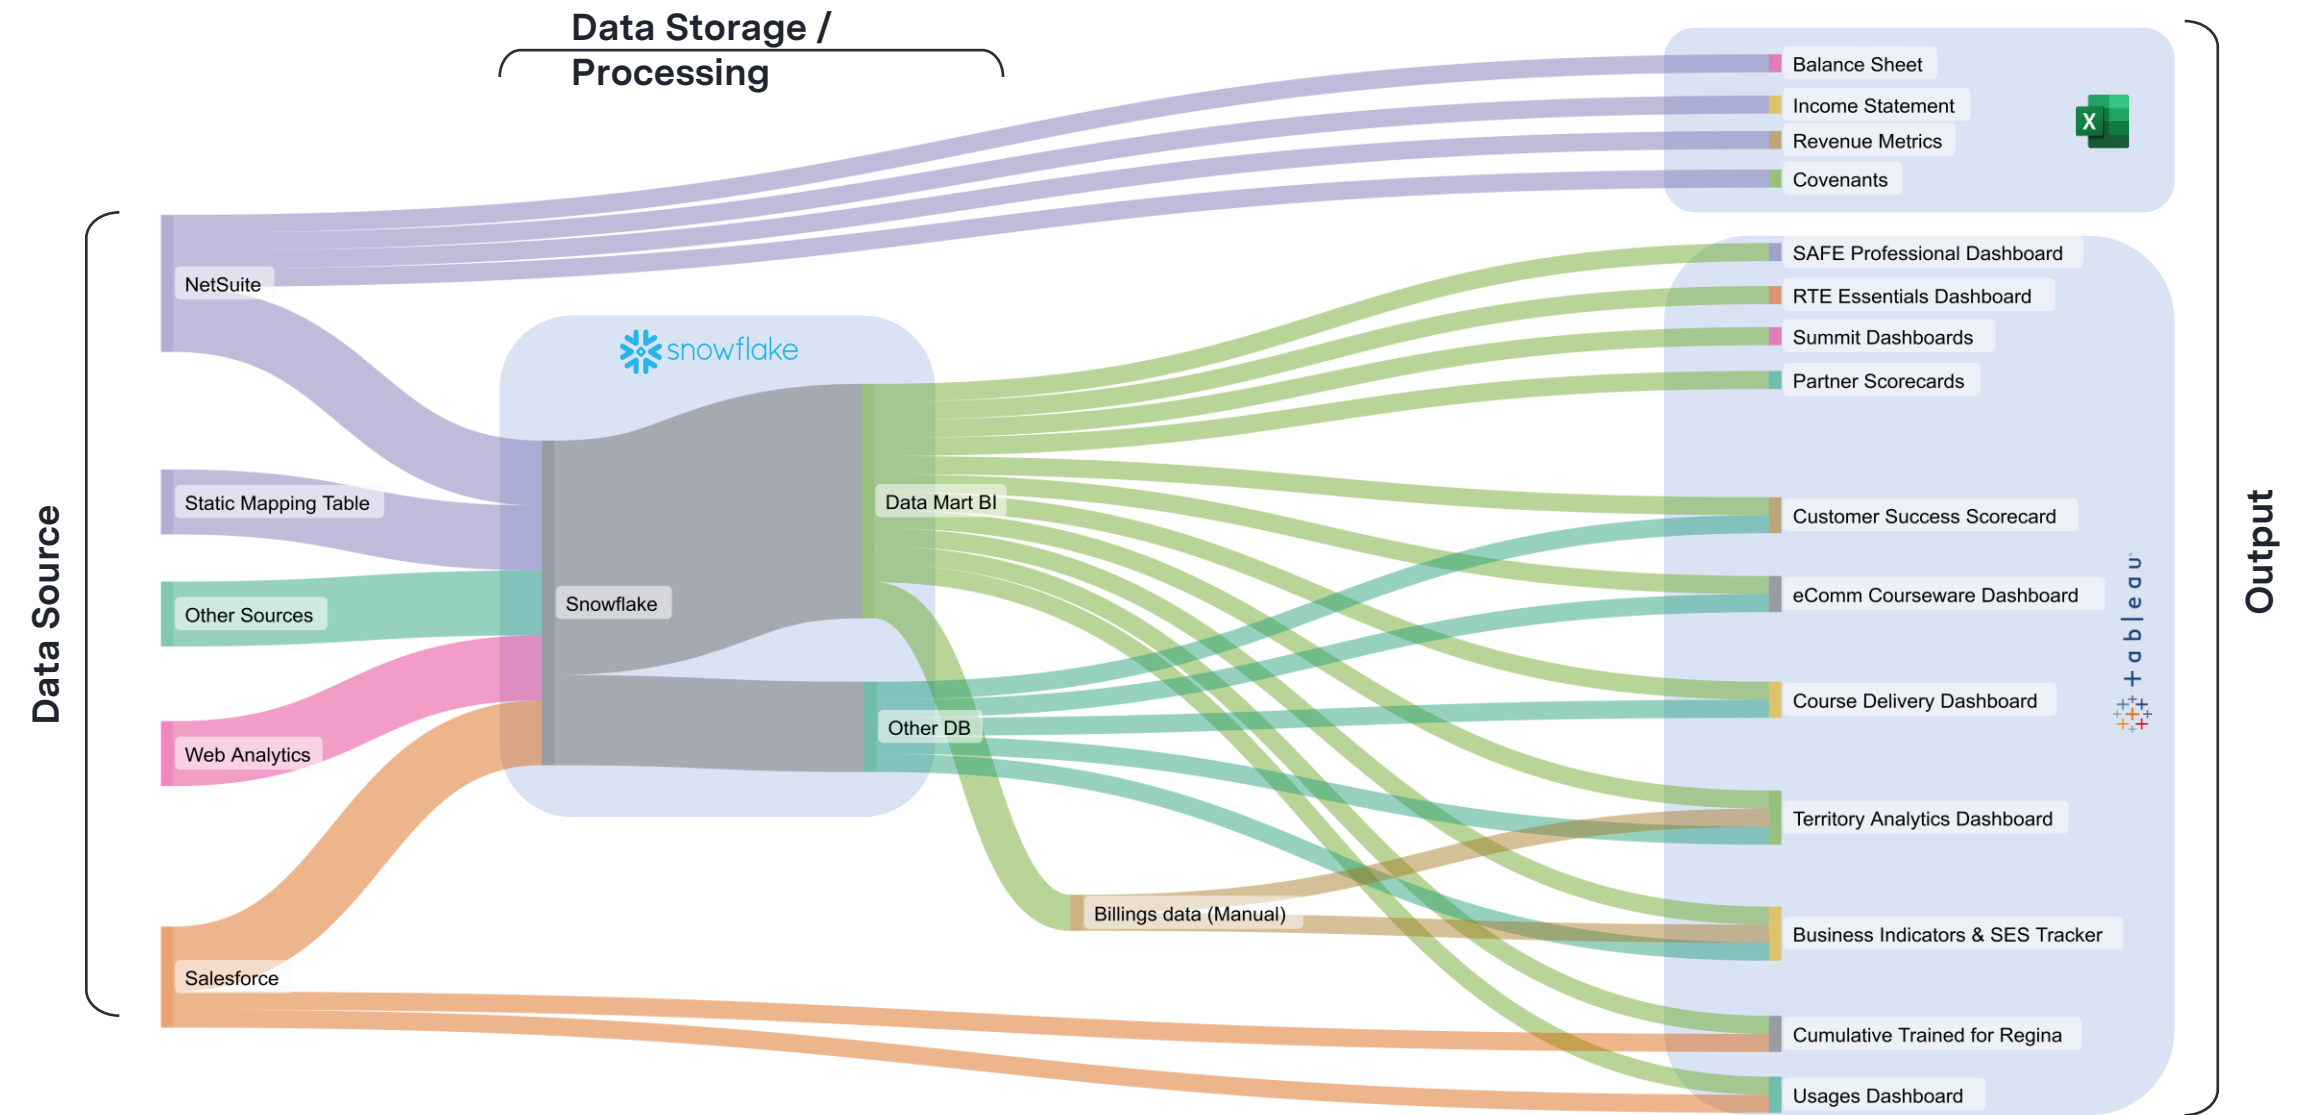 Data Storage /
Processing
Data Source
Output
NetSuite
Static Mapping Table
Other Sources
Web Analytics
Salesforce
snowflake
Snowflake
Data Mart BI
Other DB
Billings data (Manual)
Balance Sheet
Income Statement
Revenue Metrics
Covenants
X
SAFE Professional Dashboard
RTE Essentials Dashboard
Summit Dashboards
Partner Scorecards
Customer Success Scorecard
eComm Courseware Dashboard
Course Delivery Dashboard
Territory Analytics Dashboard
Business Indicators & SES Tracker
Cumulative Trained for Regina
Usages Dashboard
+ableau